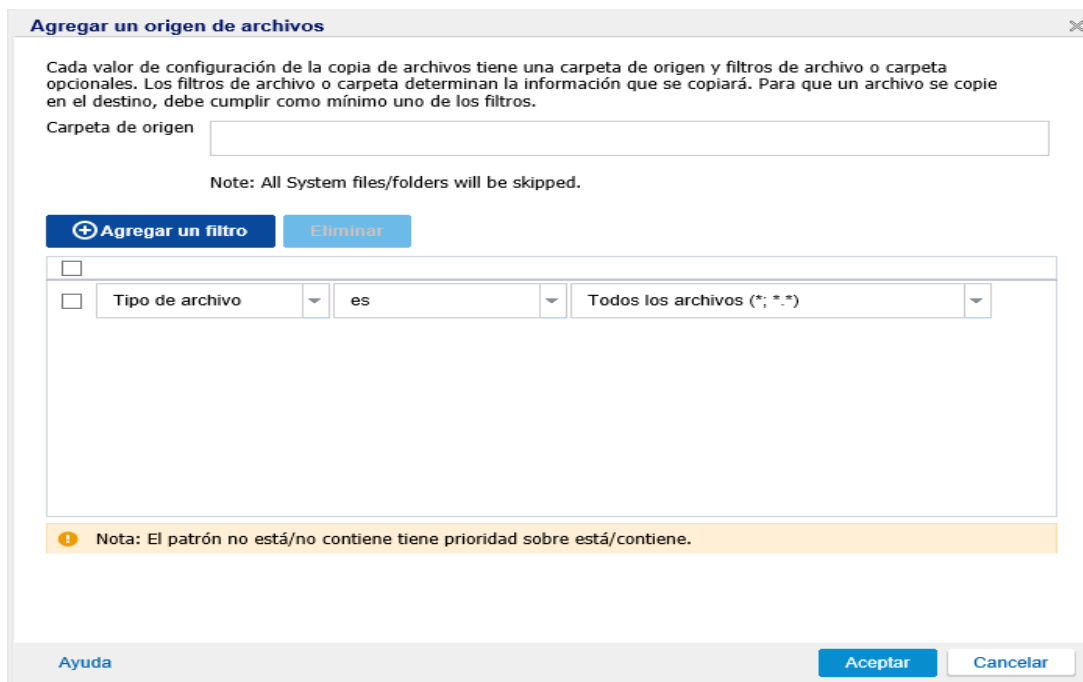 Agregar un origen de archivos
Cada valor de configuración de la copia de archivos tiene una carpeta de origen y filtros de archivo o carpeta
opcionales. Los filtros de archivo o carpeta determinan la información que se copiará. Para que un archivo se copie
en el destino, debe cumplir como mínimo uno de los filtros.
Carpeta de origen
Note: All System files/folders will be skipped.
Agregar un filtro Eliminar
Tipo de archivo es Todos los archivos (*; *.*)
Nota: El patrón no está/no contiene tiene prioridad sobre está/contiene.
Ayuda Aceptar Cancelar